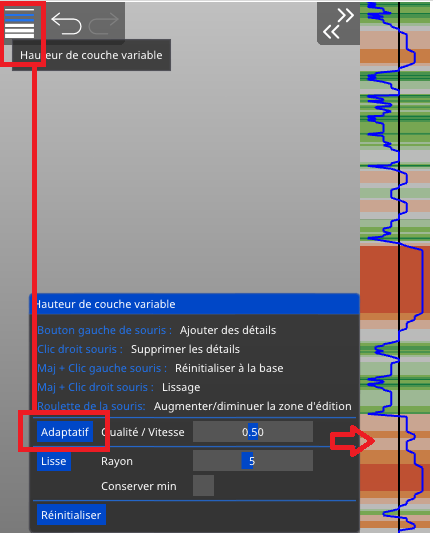 Hauteur de couche variable
Hauteur de couche variable
Bouton gauche de souris : Ajouter des détails
Clic droit souris : Supprimer les détails
Maj + Clic gauche souris : Réinitialiser à la base
Maj + Clic droit souris : Lissage
Roulette de la souris: Augmenter/diminuer la zone d'édition
Adaptatif Qualité / Vitesse 0.50
Lisse Rayon 5
Conserver min
Réinitialiser